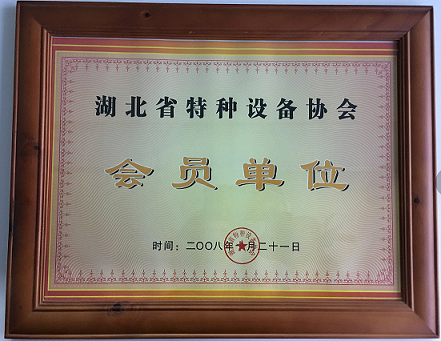 湖北省特种设备协会
会员单位
时间：二〇〇八年 月二十一日